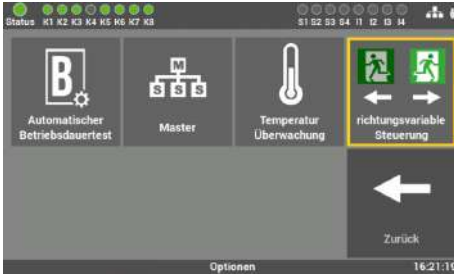 Status K1 K2 K3 K4 K5 K6 K7 K8 S1 S2 S3 S4 I1 I2 I3 I4
B
M
S S S
Automatischer
Betriebsdauertest
Master
Temperatur
Überwachung
richtungsvariable
Steuerung
Zurück
Optionen 16:21:19